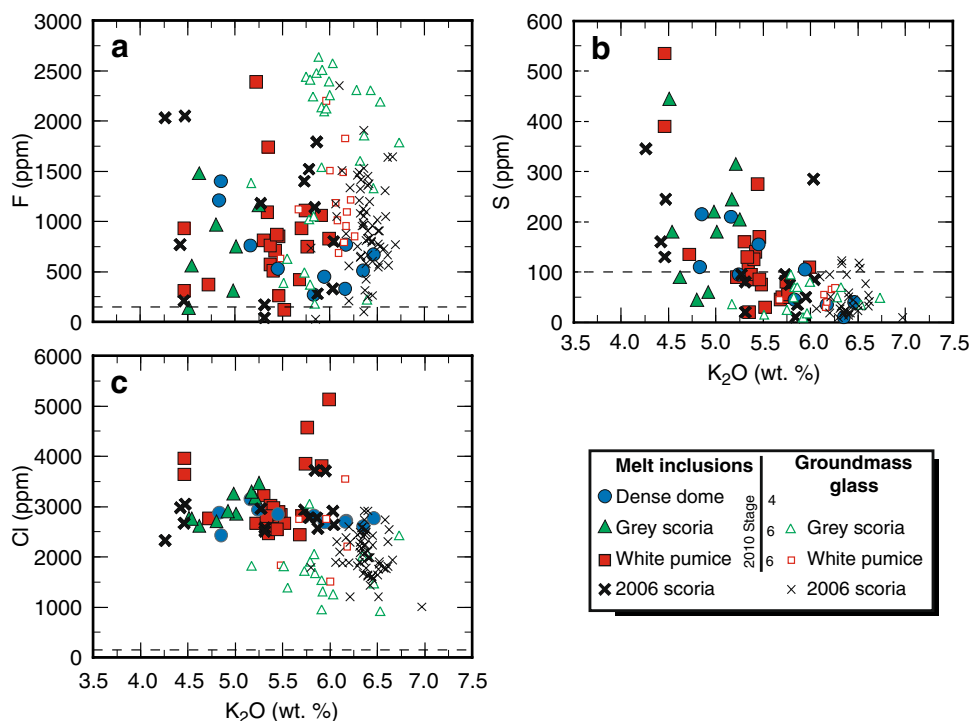 a
F (ppm)
3000
2500
2000
1500
1000
500
0
b
S (ppm)
600
500
400
300
200
100
0
3.5 4.0 4.5 5.0 5.5 6.0 6.5 7.0 7.5
K2O (wt. %)
c
Cl (ppm)
6000
5000
4000
3000
2000
1000
0
3.5 4.0 4.5 5.0 5.5 6.0 6.5 7.0 7.5
K2O (wt. %)
Melt inclusions Groundmass glass
2010 Stage
Dense dome 4
Grey scoria 6 Grey scoria
White pumice 6 White pumice
2006 scoria 2006 scoria